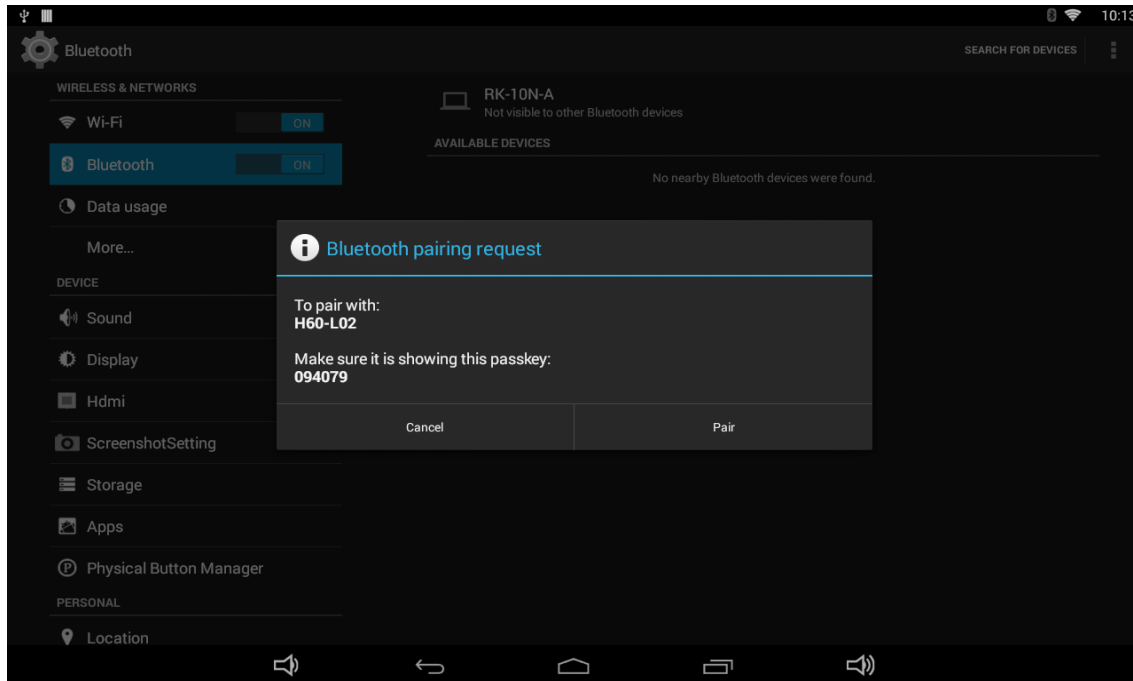 10:13
Bluetooth
SEARCH FOR DEVICES
WIRELESS & NETWORKS
Wi-Fi
ON
Bluetooth
ON
Data usage
More...
DEVICE
Sound
Display
Hdmi
ScreenshotSetting
Storage
Apps
Physical Button Manager
PERSONAL
Location
RK-10N-A
Not visible to other Bluetooth devices
AVAILABLE DEVICES
No nearby Bluetooth devices were found.
Bluetooth pairing request
To pair with:
H60-L02
Make sure it is showing this passkey:
094079
Cancel
Pair